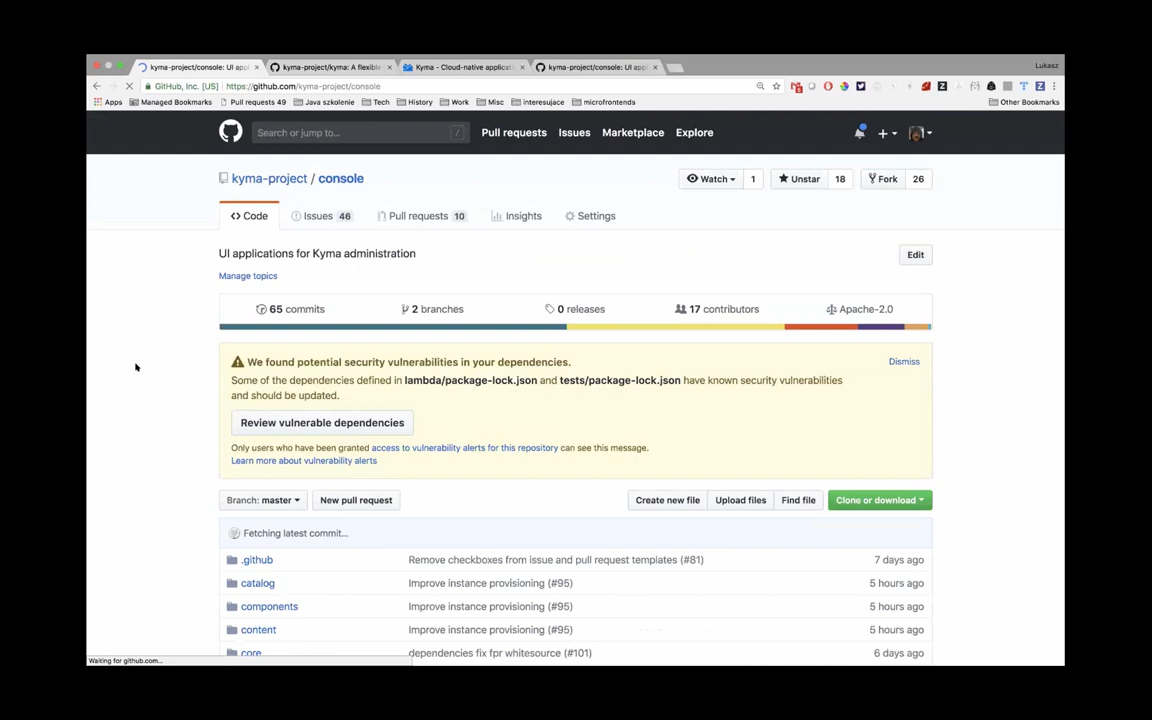 kyma-project/console: UI appl × kyma-project/kyma: A flexible × Kyma - Cloud-native applicati × kyma-project/console: UI appl × Lukasz
GitHub, Inc. [US] https://github.com/kyma-project/console
Apps Managed Bookmarks Pull requests 49 Java szkolenie Tech History Work Misc interesujace microfrontends Other Bookmarks
Search or jump to... / Pull requests Issues Marketplace Explore
kyma-project / console Watch 1 Unstar 18 Fork 26
Code Issues 46 Pull requests 10 Insights Settings
UI applications for Kyma administration Edit
Manage topics
65 commits 2 branches 0 releases 17 contributors Apache-2.0
We found potential security vulnerabilities in your dependencies. Dismiss
Some of the dependencies defined in lambda/package-lock.json and tests/package-lock.json have known security vulnerabilities
and should be updated.
Review vulnerable dependencies
Only users who have been granted access to vulnerability alerts for this repository can see this message.
Learn more about vulnerability alerts
Branch: master New pull request Create new file Upload files Find file Clone or download
Fetching latest commit...
.github Remove checkboxes from issue and pull request templates (#81) 7 days ago
catalog Improve instance provisioning (#95) 5 hours ago
components Improve instance provisioning (#95) 5 hours ago
content Improve instance provisioning (#95) 5 hours ago
core dependencies fix fpr whitesource (#101) 6 days ago
Waiting for github.com...